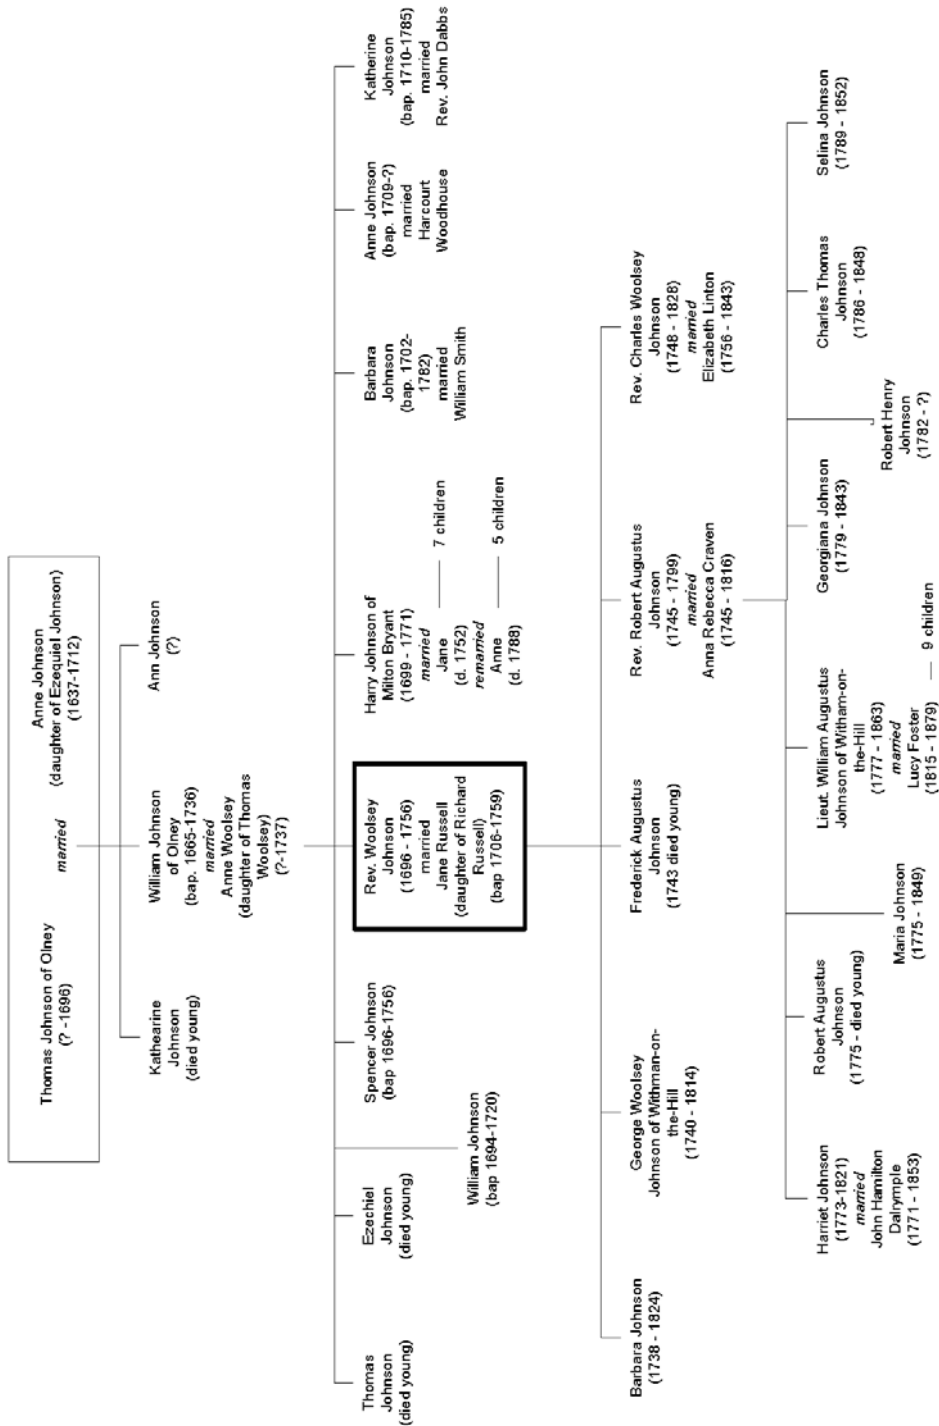 Thomas Johnson of Olney
(? -1696)
married
Anne Johnson
(daughter of Ezequiel Johnson)
(1637-1712)
Kathearine
Johnson
(died young)
William Johnson
of Olney
(bap. 1665-1736)
married
Anne Woolsey
(daughter of Thomas
Woolsey)
(?-1737)
Ann Johnson
(?)
Thomas
Johnson
(died young)
Ezechiel
Johnson
(died young)
William Johnson
(bap 1694-1720)
Spencer Johnson
(bap 1696-1756)
Rev. Woolsey
Johnson
(1696 - 1756)
married
Jane Russell
(daughter of Richard
Russell)
(bap 1706-1759)
Harry Johnson of
Milton Bryant
(1699 - 1771)
married
Jane
(d. 1752)
7 children
remarried
Anne
(d. 1788)
5 children
Barbara
Johnson
(bap. 1702-
1782)
married
William Smith
Anne Johnson
(bap. 1709-?)
married
Harcourt
Woodhouse
Katherine
Johnson
(bap. 1710-1785)
married
Rev. John Dabbs
Barbara Johnson
(1738 - 1824)
George Woolsey
Johnson of Withman-on-
the-Hill
(1740 - 1814)
Frederick Augustus
Johnson
(1743 died young)
Rev. Robert Augustus
Johnson
(1745 - 1799)
married
Anna Rebecca Craven
(1745 - 1816)
Rev. Charles Woolsey
Johnson
(1748 - 1828)
married
Elizabeth Linton
(1756 - 1843)
Harriet Johnson
(1773-1821)
married
John Hamilton
Dalrymple
(1771 - 1853)
Robert Augustus
Johnson
(1775 - died young)
Maria Johnson
(1775 - 1849)
Lieut. William Augustus
Johnson of Witham-on-
the-Hill
(1777 - 1863)
married
Lucy Foster
(1815 - 1879)
9 children
Georgiana Johnson
(1779 - 1843)
Robert Henry
Johnson
(1782 - ?)
Charles Thomas
Johnson
(1786 - 1848)
Selina Johnson
(1789 - 1852)